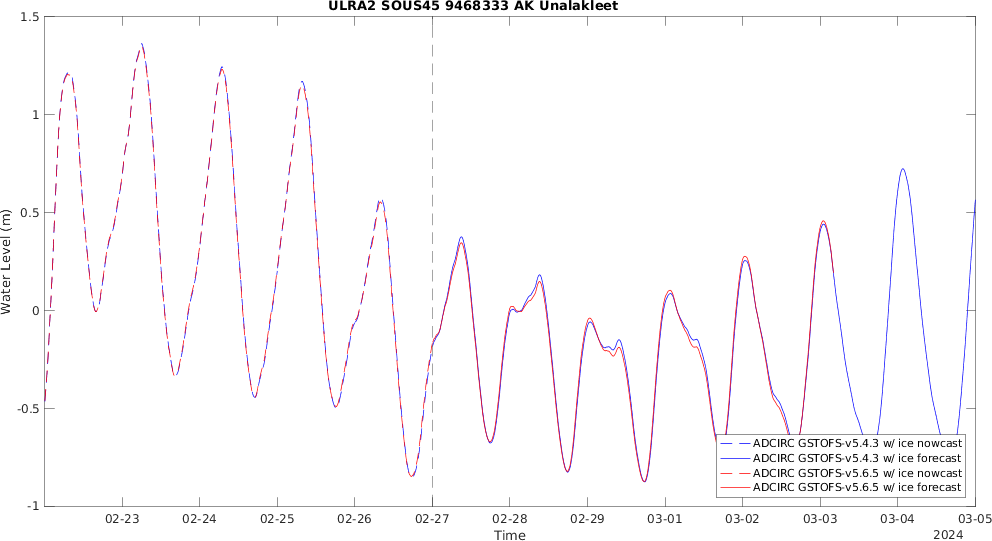 ULRA2 SOUS45 9468333 AK Unalakleet
1.5
1
0.5
0
-0.5
-1
Water Level (m)
ADCIRC GSTOFS-v5.4.3 w/ ice nowcast
ADCIRC GSTOFS-v5.4.3 w/ ice forecast
ADCIRC GSTOFS-v5.6.5 w/ ice nowcast
ADCIRC GSTOFS-v5.6.5 w/ ice forecast
02-23 02-24 02-25 02-26 02-27 02-28 02-29 03-01 03-02 03-03 03-04 03-05
Time 2024